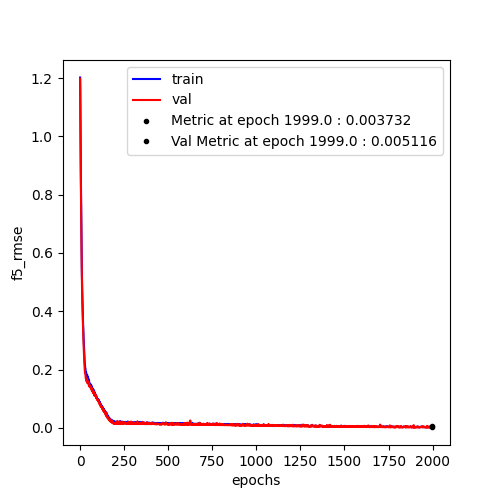 train
val
Metric at epoch 1999.0 : 0.003732
Val Metric at epoch 1999.0 : 0.005116
1.2
1.0
0.8
0.6
0.4
0.2
0.0
f5_rmse
0 250 500 750 1000 1250 1500 1750 2000
epochs